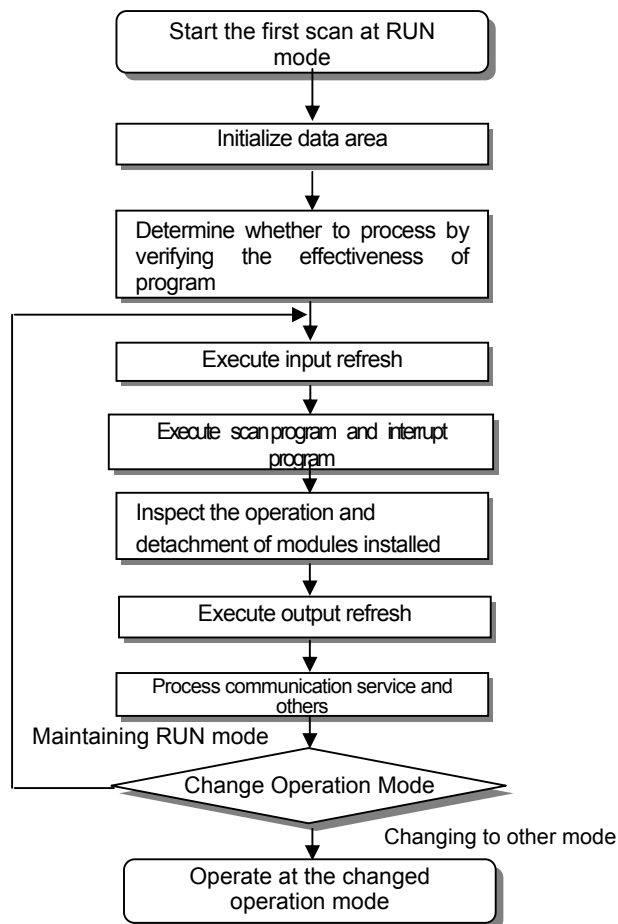 Start the first scan at RUN
mode
Initialize data area
Determine whether to process by
verifying the effectiveness of
program
Execute input refresh
Execute scan program and interrupt
program
Inspect the operation and
detachment of modules installed
Execute output refresh
Process communication service and
others
Maintaining RUN mode
Change Operation Mode
Changing to other mode
Operate at the changed
operation mode